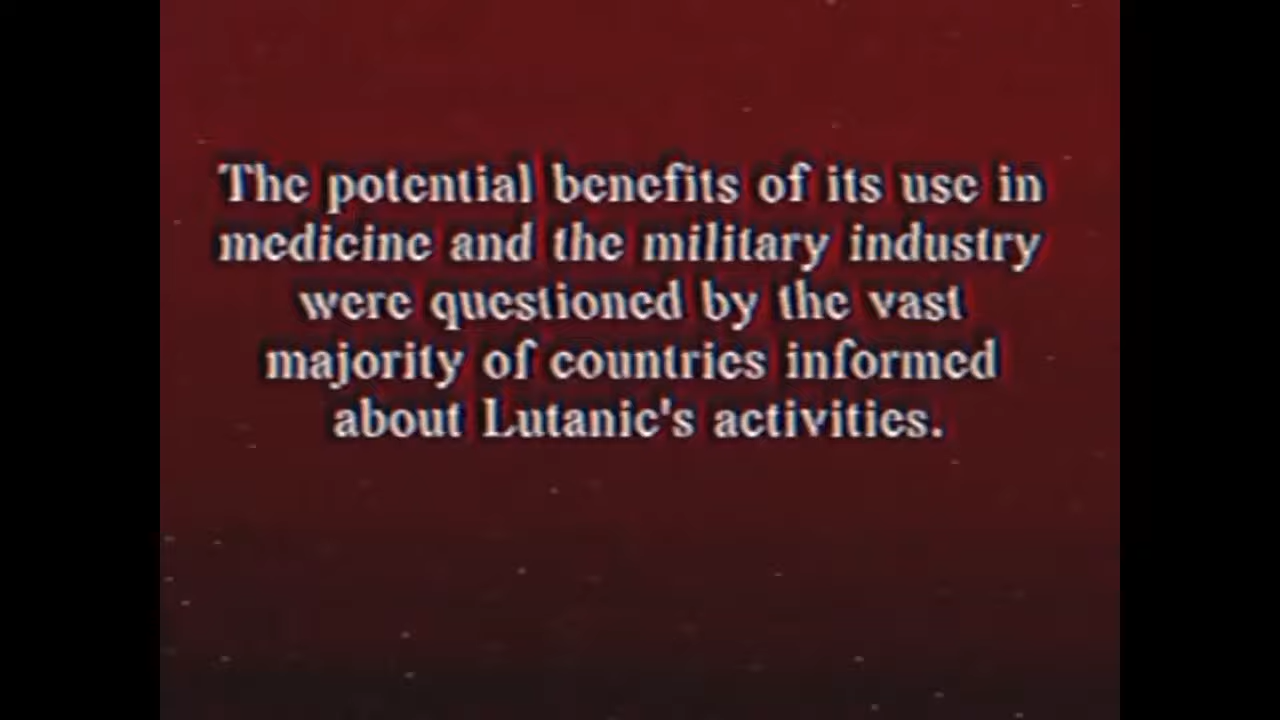 The potential benefits of its use in
medicine and the military industry
were questioned by the vast
majority of countries informed
about Lutanic's activities.